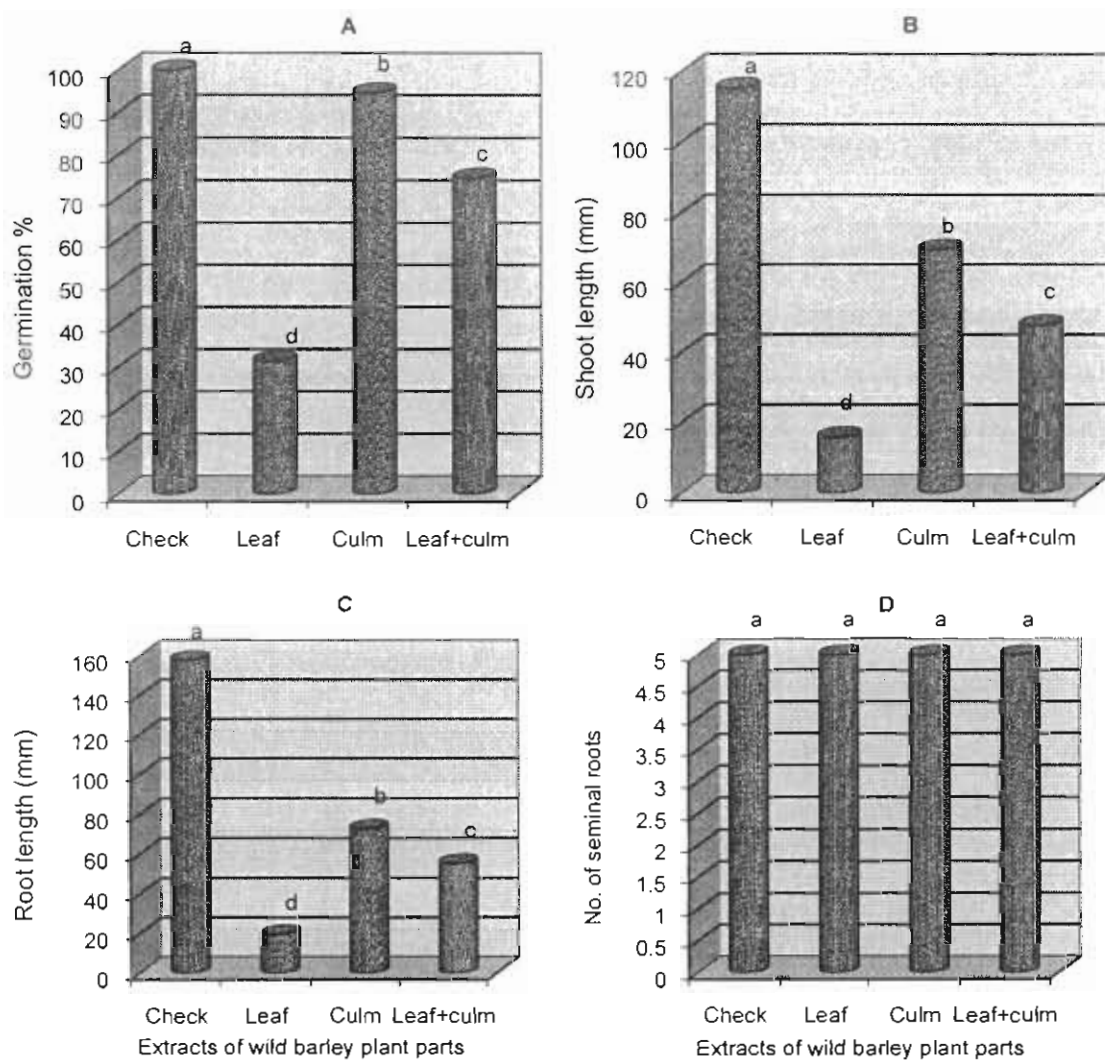 A
a
b
c
d
100
90
80
70
60
50
40
30
20
10
0
Germination %
Check Leaf Culm Leaf+culm
B
a
b
c
d
120
100
80
60
40
20
0
Shoot length (mm)
Check Leaf Culm Leaf+culm
C
a
b
c
d
160
140
120
100
80
60
40
20
0
Root length (mm)
Check Leaf Culm Leaf+culm
Extracts of wild barley plant parts
D
a a a a
5
4.5
4
3.5
3
2.5
2
1.5
1
0.5
0
No. of seminal roots
Check Leaf Culm Leaf+culm
Extracts of wild barley plant parts